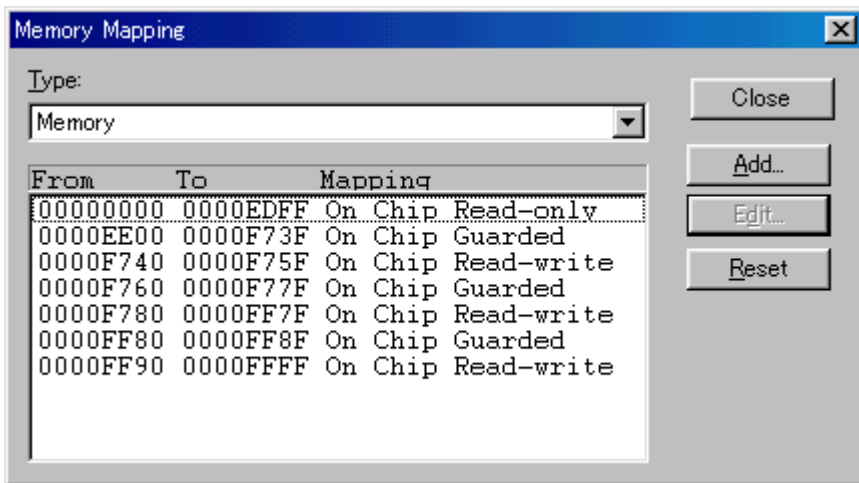 Memory Mapping
Type:
Memory
Close
Add...
Edit...
Reset
From To Mapping
00000000 0000EDFF On Chip Read-only
0000EE00 0000F73F On Chip Guarded
0000F740 0000F75F On Chip Read-write
0000F760 0000F77F On Chip Guarded
0000F780 0000FF7F On Chip Read-write
0000FF80 0000FF8F On Chip Guarded
0000FF90 0000FFFF On Chip Read-write